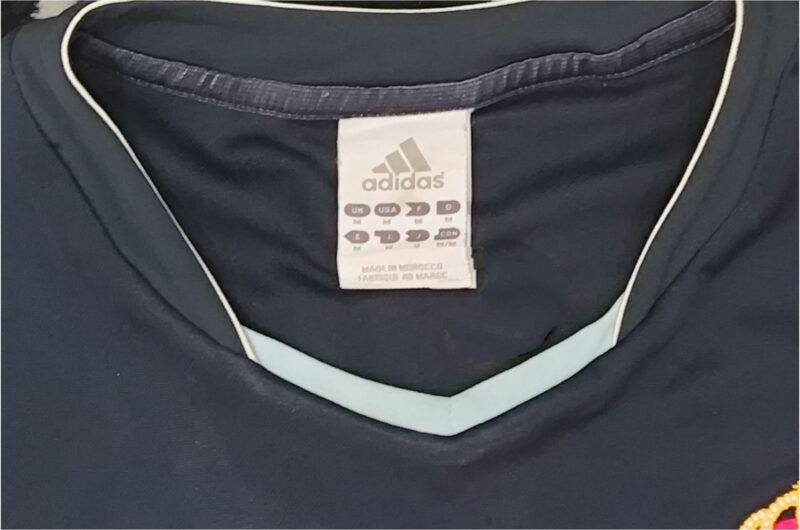 adidas
UK USA F D
M M M M
E I J CDN
M M O M/M
MADE IN MOROCCO
FABRIQUE AU MAROC